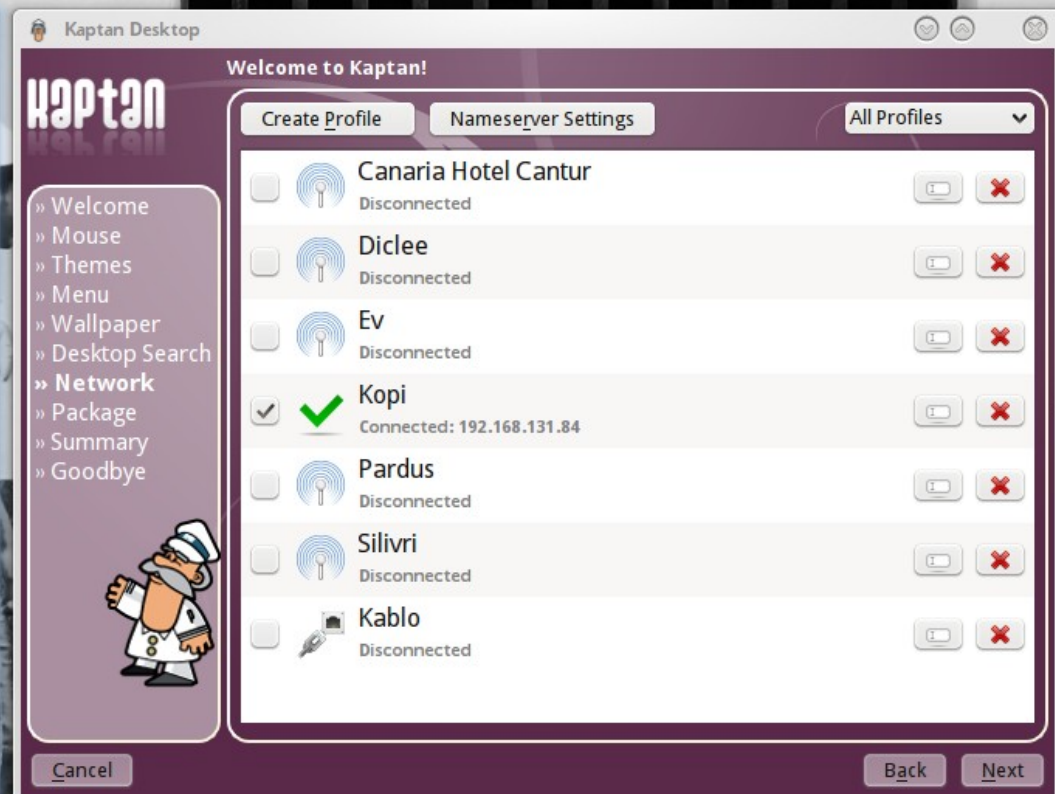 Kaptan Desktop
Welcome to Kaptan!
kaptan
Create Profile
Nameserver Settings
All Profiles
» Welcome
» Mouse
» Themes
» Menu
» Wallpaper
» Desktop Search
» Network
» Package
» Summary
» Goodbye
Canaria Hotel Cantur
Disconnected
Diclee
Disconnected
Ev
Disconnected
Kopi
Connected: 192.168.131.84
Pardus
Disconnected
Silivri
Disconnected
Kablo
Disconnected
Cancel
Back
Next